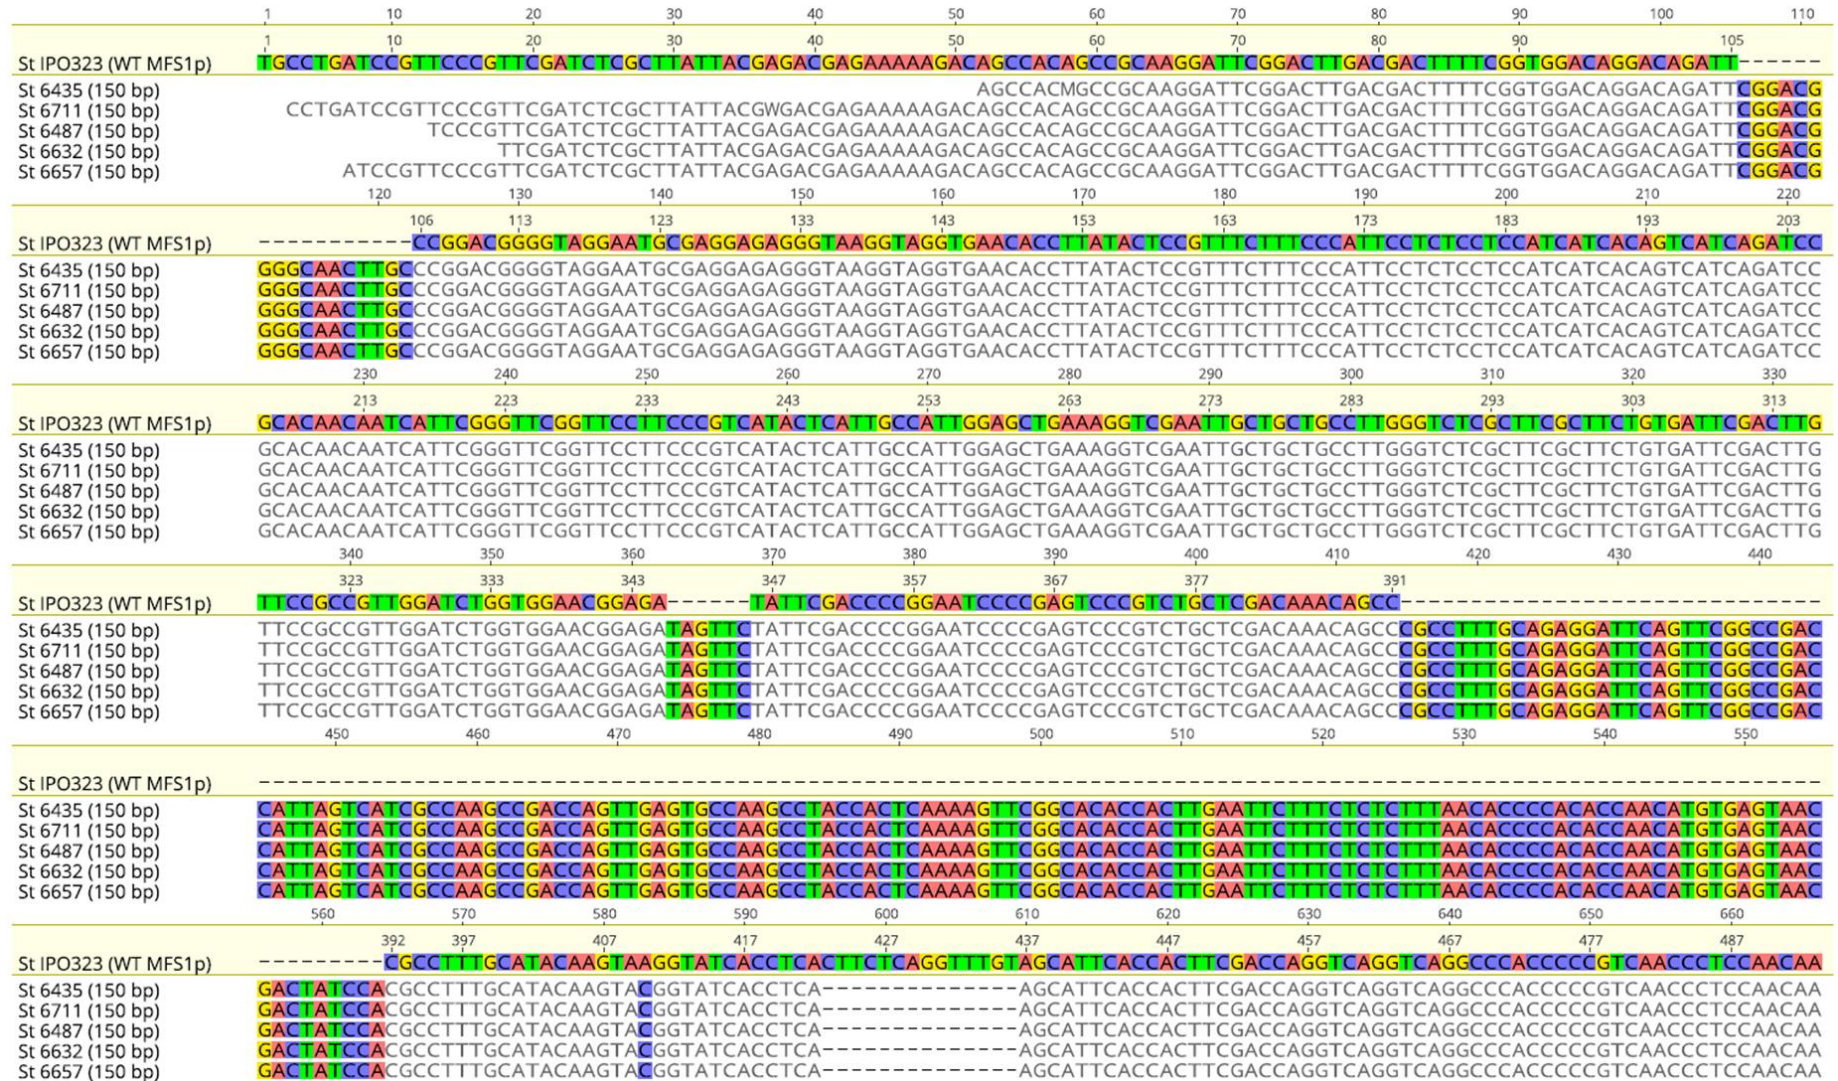 1 10 20 30 40 50 60 70 80 90 100 110
1 10 20 30 40 50 60 70 80 90 105
St IPO323 (WT MFS1p) TGCCTGATCCGTTCCCGTTCGATCTCGCTTATTACGAGACGAGAAAAAGACAGCCACAGCCGCAAGGATTCGGACTTGACGACTTTTCGGTGGACAGGACAGATT------
St 6435 (150 bp) AGCCACMGCCGCAAGGATTCGGACTTGACGACTTTTCGGTGGACAGGACAGATTCGGACG
St 6711 (150 bp) CCTGATCCGTTCCCGTTCGATCTCGCTTATTACGWGACGAGAAAAAGACAGCCACAGCCGCAAGGATTCGGACTTGACGACTTTTCGGTGGACAGGACAGATTCGGACG
St 6487 (150 bp) TCCCGTTCGATCTCGCTTATTACGAGACGAGAAAAAGACAGCCACAGCCGCAAGGATTCGGACTTGACGACTTTTCGGTGGACAGGACAGATTCGGACG
St 6632 (150 bp) TTCGATCTCGCTTATTACGAGACGAGAAAAAGACAGCCACAGCCGCAAGGATTCGGACTTGACGACTTTTCGGTGGACAGGACAGATTCGGACG
St 6657 (150 bp) ATCCGTTCCCGTTCGATCTCGCTTATTACGAGACGAGAAAAAGACAGCCACAGCCGCAAGGATTCGGACTTGACGACTTTTCGGTGGACAGGACAGATTCGGACG
120 130 140 150 160 170 180 190 200 210 220
106 113 123 133 143 153 163 173 183 193 203
St IPO323 (WT MFS1p) -----------CCGGACGGGGTAGGAATGCGAGGAGAGGGTAAGGTAGGTGAACACCTTATACTCCGTTTCTTTCCCATTCCTCTCCTCCATCATCACAGTCATCAGATCC
St 6435 (150 bp) GGGCAACTTGCCCGGACGGGGTAGGAATGCGAGGAGAGGGTAAGGTAGGTGAACACCTTATACTCCGTTTCTTTCCCATTCCTCTCCTCCATCATCACAGTCATCAGATCC
St 6711 (150 bp) GGGCAACTTGCCCGGACGGGGTAGGAATGCGAGGAGAGGGTAAGGTAGGTGAACACCTTATACTCCGTTTCTTTCCCATTCCTCTCCTCCATCATCACAGTCATCAGATCC
St 6487 (150 bp) GGGCAACTTGCCCGGACGGGGTAGGAATGCGAGGAGAGGGTAAGGTAGGTGAACACCTTATACTCCGTTTCTTTCCCATTCCTCTCCTCCATCATCACAGTCATCAGATCC
St 6632 (150 bp) GGGCAACTTGCCCGGACGGGGTAGGAATGCGAGGAGAGGGTAAGGTAGGTGAACACCTTATACTCCGTTTCTTTCCCATTCCTCTCCTCCATCATCACAGTCATCAGATCC
St 6657 (150 bp) GGGCAACTTGCCCGGACGGGGTAGGAATGCGAGGAGAGGGTAAGGTAGGTGAACACCTTATACTCCGTTTCTTTCCCATTCCTCTCCTCCATCATCACAGTCATCAGATCC
230 240 250 260 270 280 290 300 310 320 330
213 223 233 243 253 263 273 283 293 303 313
St IPO323 (WT MFS1p) GCACAACAATCATTCGGGTTCGGTTCCTTCCCGTCATACTCATTGCCATTGGAGCTGAAAGGTCGAATTGCTGCTGCCTTGGGTCTCGCTTCGCTTCTGTGATTCGACTTG
St 6435 (150 bp) GCACAACAATCATTCGGGTTCGGTTCCTTCCCGTCATACTCATTGCCATTGGAGCTGAAAGGTCGAATTGCTGCTGCCTTGGGTCTCGCTTCGCTTCTGTGATTCGACTTG
St 6711 (150 bp) GCACAACAATCATTCGGGTTCGGTTCCTTCCCGTCATACTCATTGCCATTGGAGCTGAAAGGTCGAATTGCTGCTGCCTTGGGTCTCGCTTCGCTTCTGTGATTCGACTTG
St 6487 (150 bp) GCACAACAATCATTCGGGTTCGGTTCCTTCCCGTCATACTCATTGCCATTGGAGCTGAAAGGTCGAATTGCTGCTGCCTTGGGTCTCGCTTCGCTTCTGTGATTCGACTTG
St 6632 (150 bp) GCACAACAATCATTCGGGTTCGGTTCCTTCCCGTCATACTCATTGCCATTGGAGCTGAAAGGTCGAATTGCTGCTGCCTTGGGTCTCGCTTCGCTTCTGTGATTCGACTTG
St 6657 (150 bp) GCACAACAATCATTCGGGTTCGGTTCCTTCCCGTCATACTCATTGCCATTGGAGCTGAAAGGTCGAATTGCTGCTGCCTTGGGTCTCGCTTCGCTTCTGTGATTCGACTTG
340 350 360 370 380 390 400 410 420 430 440
323 333 343 347 357 367 377 391
St IPO323 (WT MFS1p) TTCCGCCGTTGGATCTGGTGGAACGGAGA------TATTCGACCCCGGAATCCCCGAGTCCCGTCTGCTCGACAAACAGCC------------------------------
St 6435 (150 bp) TTCCGCCGTTGGATCTGGTGGAACGGAGATAGTTCTATTCGACCCCGGAATCCCCGAGTCCCGTCTGCTCGACAAACAGCCCGCCTTTGCAGAGGATTCAGTTCGGCCGAC
St 6711 (150 bp) TTCCGCCGTTGGATCTGGTGGAACGGAGATAGTTCTATTCGACCCCGGAATCCCCGAGTCCCGTCTGCTCGACAAACAGCCCGCCTTTGCAGAGGATTCAGTTCGGCCGAC
St 6487 (150 bp) TTCCGCCGTTGGATCTGGTGGAACGGAGATAGTTCTATTCGACCCCGGAATCCCCGAGTCCCGTCTGCTCGACAAACAGCCCGCCTTTGCAGAGGATTCAGTTCGGCCGAC
St 6632 (150 bp) TTCCGCCGTTGGATCTGGTGGAACGGAGATAGTTCTATTCGACCCCGGAATCCCCGAGTCCCGTCTGCTCGACAAACAGCCCGCCTTTGCAGAGGATTCAGTTCGGCCGAC
St 6657 (150 bp) TTCCGCCGTTGGATCTGGTGGAACGGAGATAGTTCTATTCGACCCCGGAATCCCCGAGTCCCGTCTGCTCGACAAACAGCCCGCCTTTGCAGAGGATTCAGTTCGGCCGAC
450 460 470 480 490 500 510 520 530 540 550
St IPO323 (WT MFS1p) ---------------------------------------------------------------------------------------------------------------
St 6435 (150 bp) CATTAGTCATCGCCAAGCCGACCAGTTGAGTGCCAAGCCTACCACTCAAAAGTTCGGCACACCACTTGAATTCTTTCTCTCTTTAACACCCCACACCAACATGTGAGTAAC
St 6711 (150 bp) CATTAGTCATCGCCAAGCCGACCAGTTGAGTGCCAAGCCTACCACTCAAAAGTTCGGCACACCACTTGAATTCTTTCTCTCTTTAACACCCCACACCAACATGTGAGTAAC
St 6487 (150 bp) CATTAGTCATCGCCAAGCCGACCAGTTGAGTGCCAAGCCTACCACTCAAAAGTTCGGCACACCACTTGAATTCTTTCTCTCTTTAACACCCCACACCAACATGTGAGTAAC
St 6632 (150 bp) CATTAGTCATCGCCAAGCCGACCAGTTGAGTGCCAAGCCTACCACTCAAAAGTTCGGCACACCACTTGAATTCTTTCTCTCTTTAACACCCCACACCAACATGTGAGTAAC
St 6657 (150 bp) CATTAGTCATCGCCAAGCCGACCAGTTGAGTGCCAAGCCTACCACTCAAAAGTTCGGCACACCACTTGAATTCTTTCTCTCTTTAACACCCCACACCAACATGTGAGTAAC
560 570 580 590 600 610 620 630 640 650 660
392 397 407 417 427 437 447 457 467 477 487
St IPO323 (WT MFS1p) ---------CGCCTTTGCATACAAGTAAGGTATCACCTCACTTCTCAGGTTTGTAGCATTCACCACTTCGACCAGGTCAGGTCAGGCCCACCCCCGTCAACCCTCCAACAA
St 6435 (150 bp) GACTATCCACGCCTTTGCATACAAGTACGGTATCACCTCA--------------AGCATTCACCACTTCGACCAGGTCAGGTCAGGCCCACCCCCGTCAACCCTCCAACAA
St 6711 (150 bp) GACTATCCACGCCTTTGCATACAAGTACGGTATCACCTCA--------------AGCATTCACCACTTCGACCAGGTCAGGTCAGGCCCACCCCCGTCAACCCTCCAACAA
St 6487 (150 bp) GACTATCCACGCCTTTGCATACAAGTACGGTATCACCTCA--------------AGCATTCACCACTTCGACCAGGTCAGGTCAGGCCCACCCCCGTCAACCCTCCAACAA
St 6632 (150 bp) GACTATCCACGCCTTTGCATACAAGTACGGTATCACCTCA--------------AGCATTCACCACTTCGACCAGGTCAGGTCAGGCCCACCCCCGTCAACCCTCCAACAA
St 6657 (150 bp) GACTATCCACGCCTTTGCATACAAGTACGGTATCACCTCA--------------AGCATTCACCACTTCGACCAGGTCAGGTCAGGCCCACCCCCGTCAACCCTCCAACAA